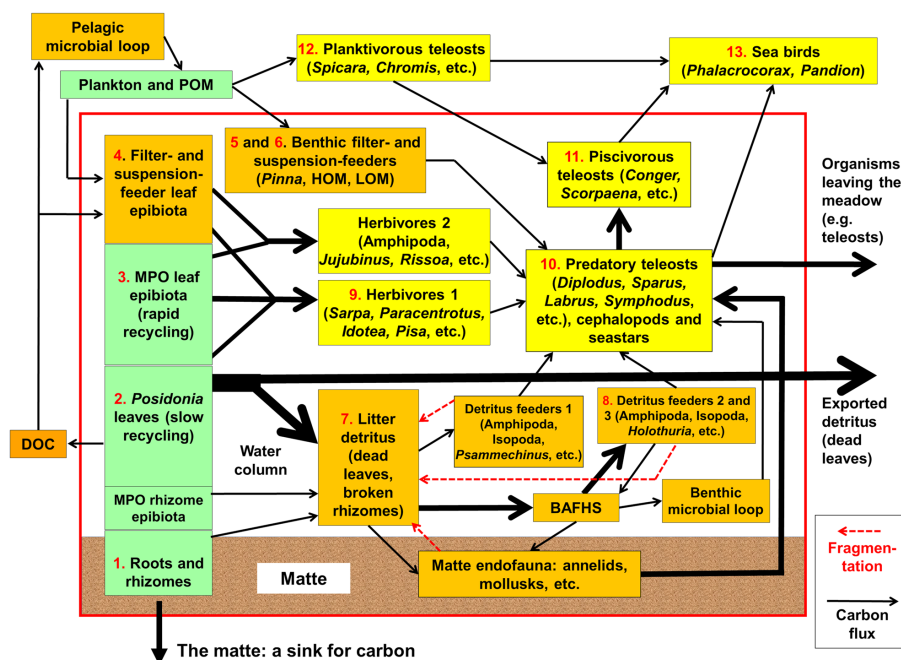 Pelagic
microbial loop
Plankton and POM
12. Planktivorous teleosts
(Spicara, Chromis, etc.)
13. Sea birds
(Phalacrocorax, Pandion)
4. Filter- and
suspension-
feeder leaf
epibiota
5 and 6. Benthic filter- and
suspension-feeders
(Pinna, HOM, LOM)
11. Piscivorous
teleosts (Conger,
Scorpaena, etc.)
Organisms
leaving the
meadow
(e.g.
teleosts)
Herbivores 2
(Amphipoda,
Jujubinus, Rissoa, etc.)
3. MPO leaf
epibiota
(rapid
recycling)
9. Herbivores 1
(Sarpa, Paracentrotus,
Idotea, Pisa, etc.)
10. Predatory teleosts
(Diplodus, Sparus,
Labrus, Symphodus,
etc.), cephalopods and
seastars
2. Posidonia
leaves (slow
recycling)
DOC
Water
column
7. Litter
detritus
(dead
leaves,
broken
rhizomes)
Detritus feeders 1
(Amphipoda,
Isopoda,
Psammechinus, etc.)
8. Detritus feeders 2 and
3 (Amphipoda, Isopoda,
Holothuria,
etc.)
Exported
detritus
(dead
leaves)
MPO rhizome
epibiota
BAFHS
Benthic
microbial loop
1. Roots and
rhizomes
Matte
Matte endofauna: annelids,
mollusks, etc.
Fragmen-
tation
Carbon
flux
The matte: a sink for carbon